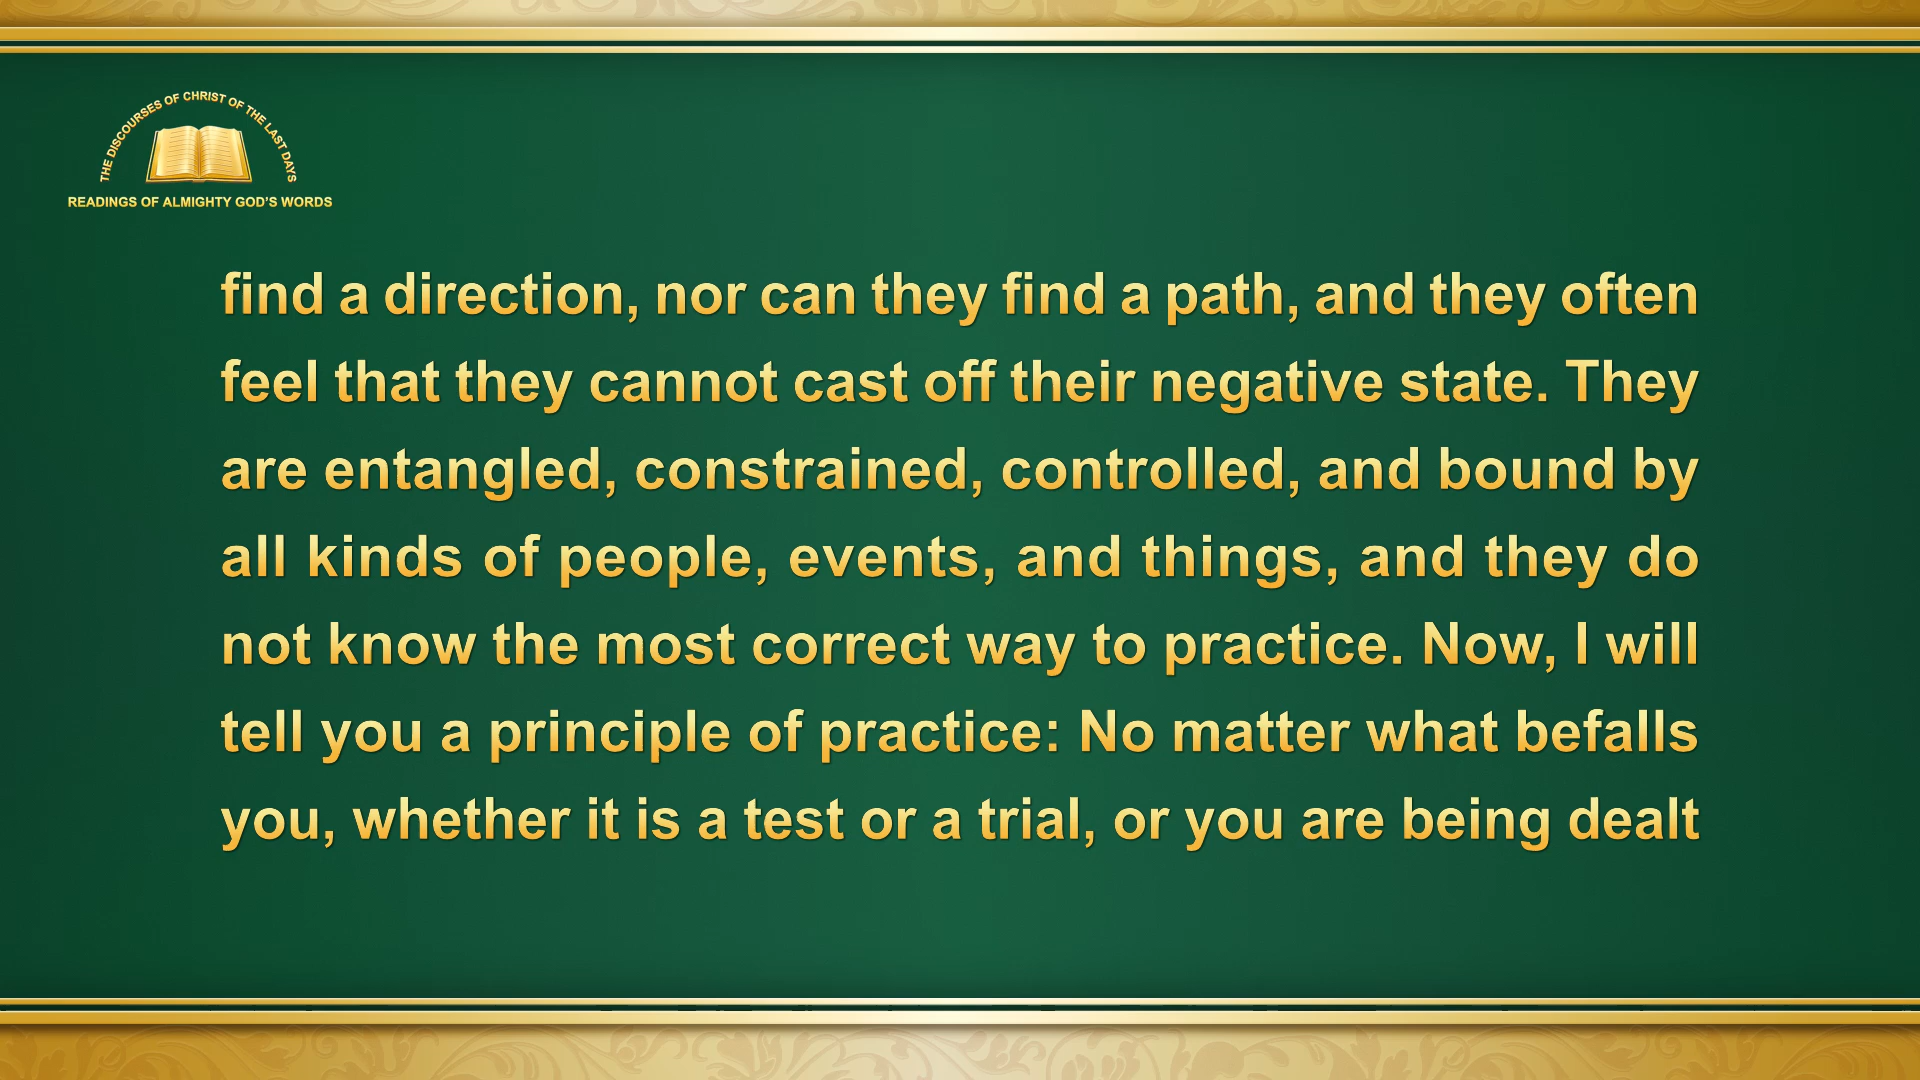 THE DISCOURSES OF CHRIST OF THE LAST DAYS
READINGS OF ALMIGHTY GOD'S WORDS
find a direction, nor can they find a path, and they often
feel that they cannot cast off their negative state. They
are entangled, constrained, controlled, and bound by
all kinds of people, events, and things, and they do
not know the most correct way to practice. Now, I will
tell you a principle of practice: No matter what befalls
you, whether it is a test or a trial, or you are being dealt